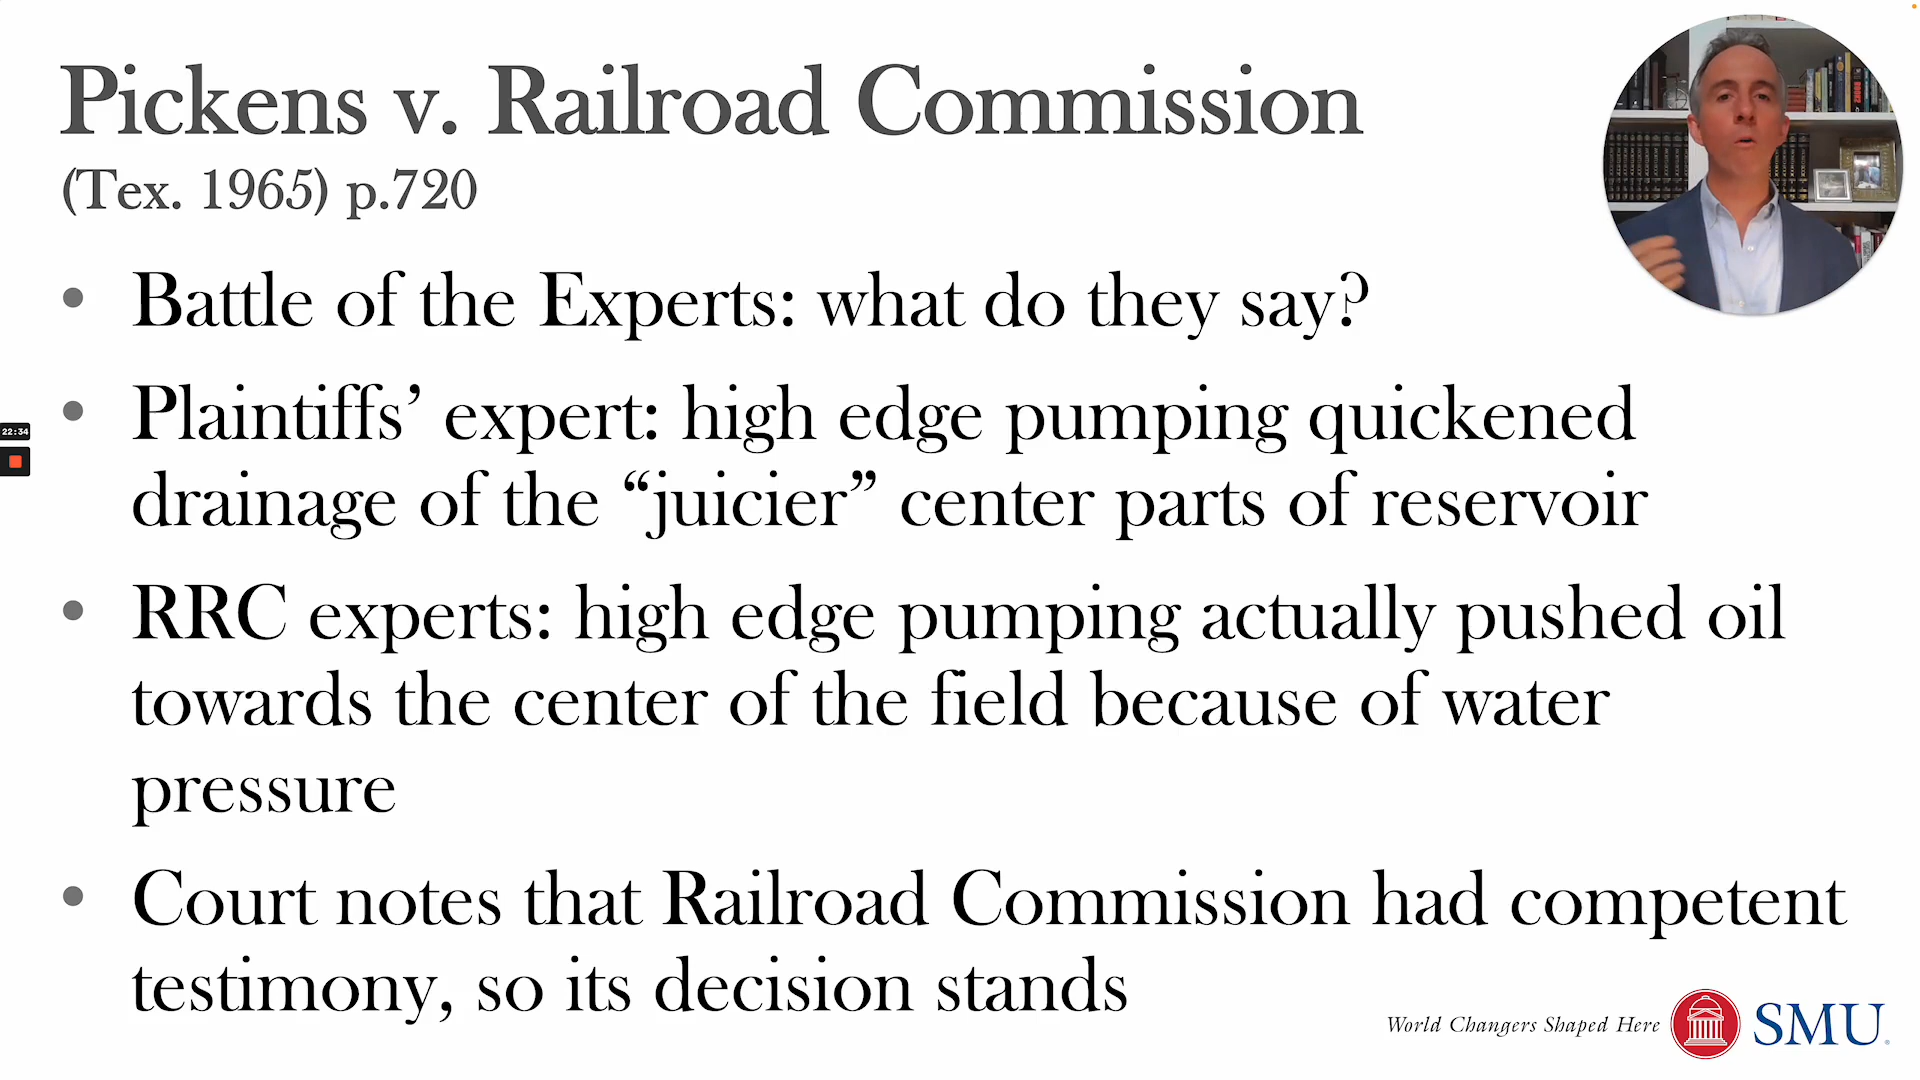 Pickens v. Railroad Commission
(Tex. 1965) p.720
• Battle of the Experts: what do they say?
• Plaintiffs’ expert: high edge pumping quickened
drainage of the “juicier” center parts of reservoir
• RRC experts: high edge pumping actually pushed oil
towards the center of the field because of water
pressure
• Court notes that Railroad Commission had competent
testimony, so its decision stands
22:34
World Changers Shaped Here
SMU